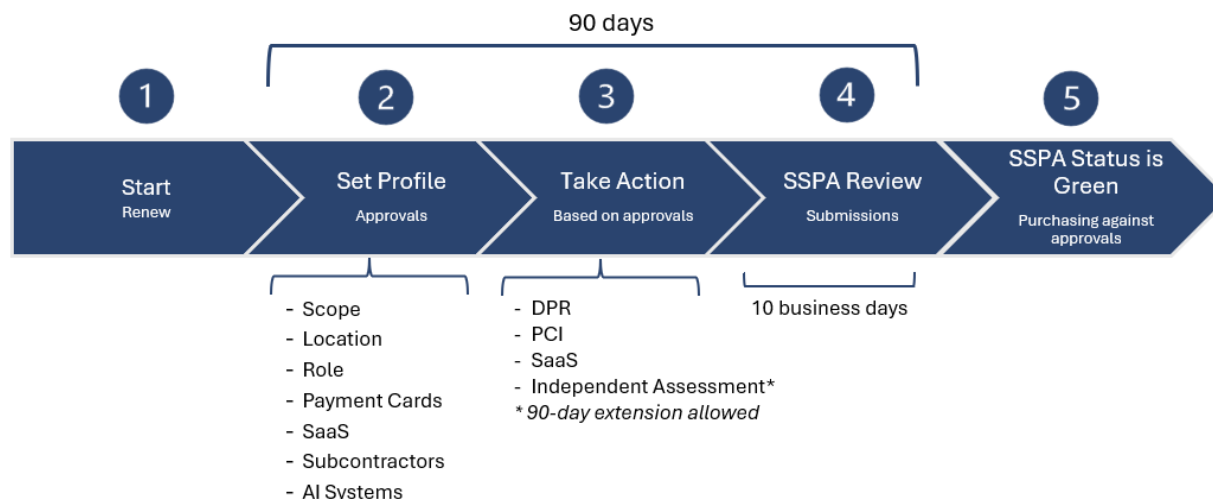 90 days
1
2
3
4
5
Start
Renew
Set Profile
Approvals
Take Action
Based on approvals
SSPA Review
Submissions
SSPA Status is
Green
Purchasing against
approvals
- Scope
- Location
- Role
- Payment Cards
- SaaS
- Subcontractors
- AI Systems
- DPR
- PCI
- SaaS
- Independent Assessment*
* 90-day extension allowed
10 business days